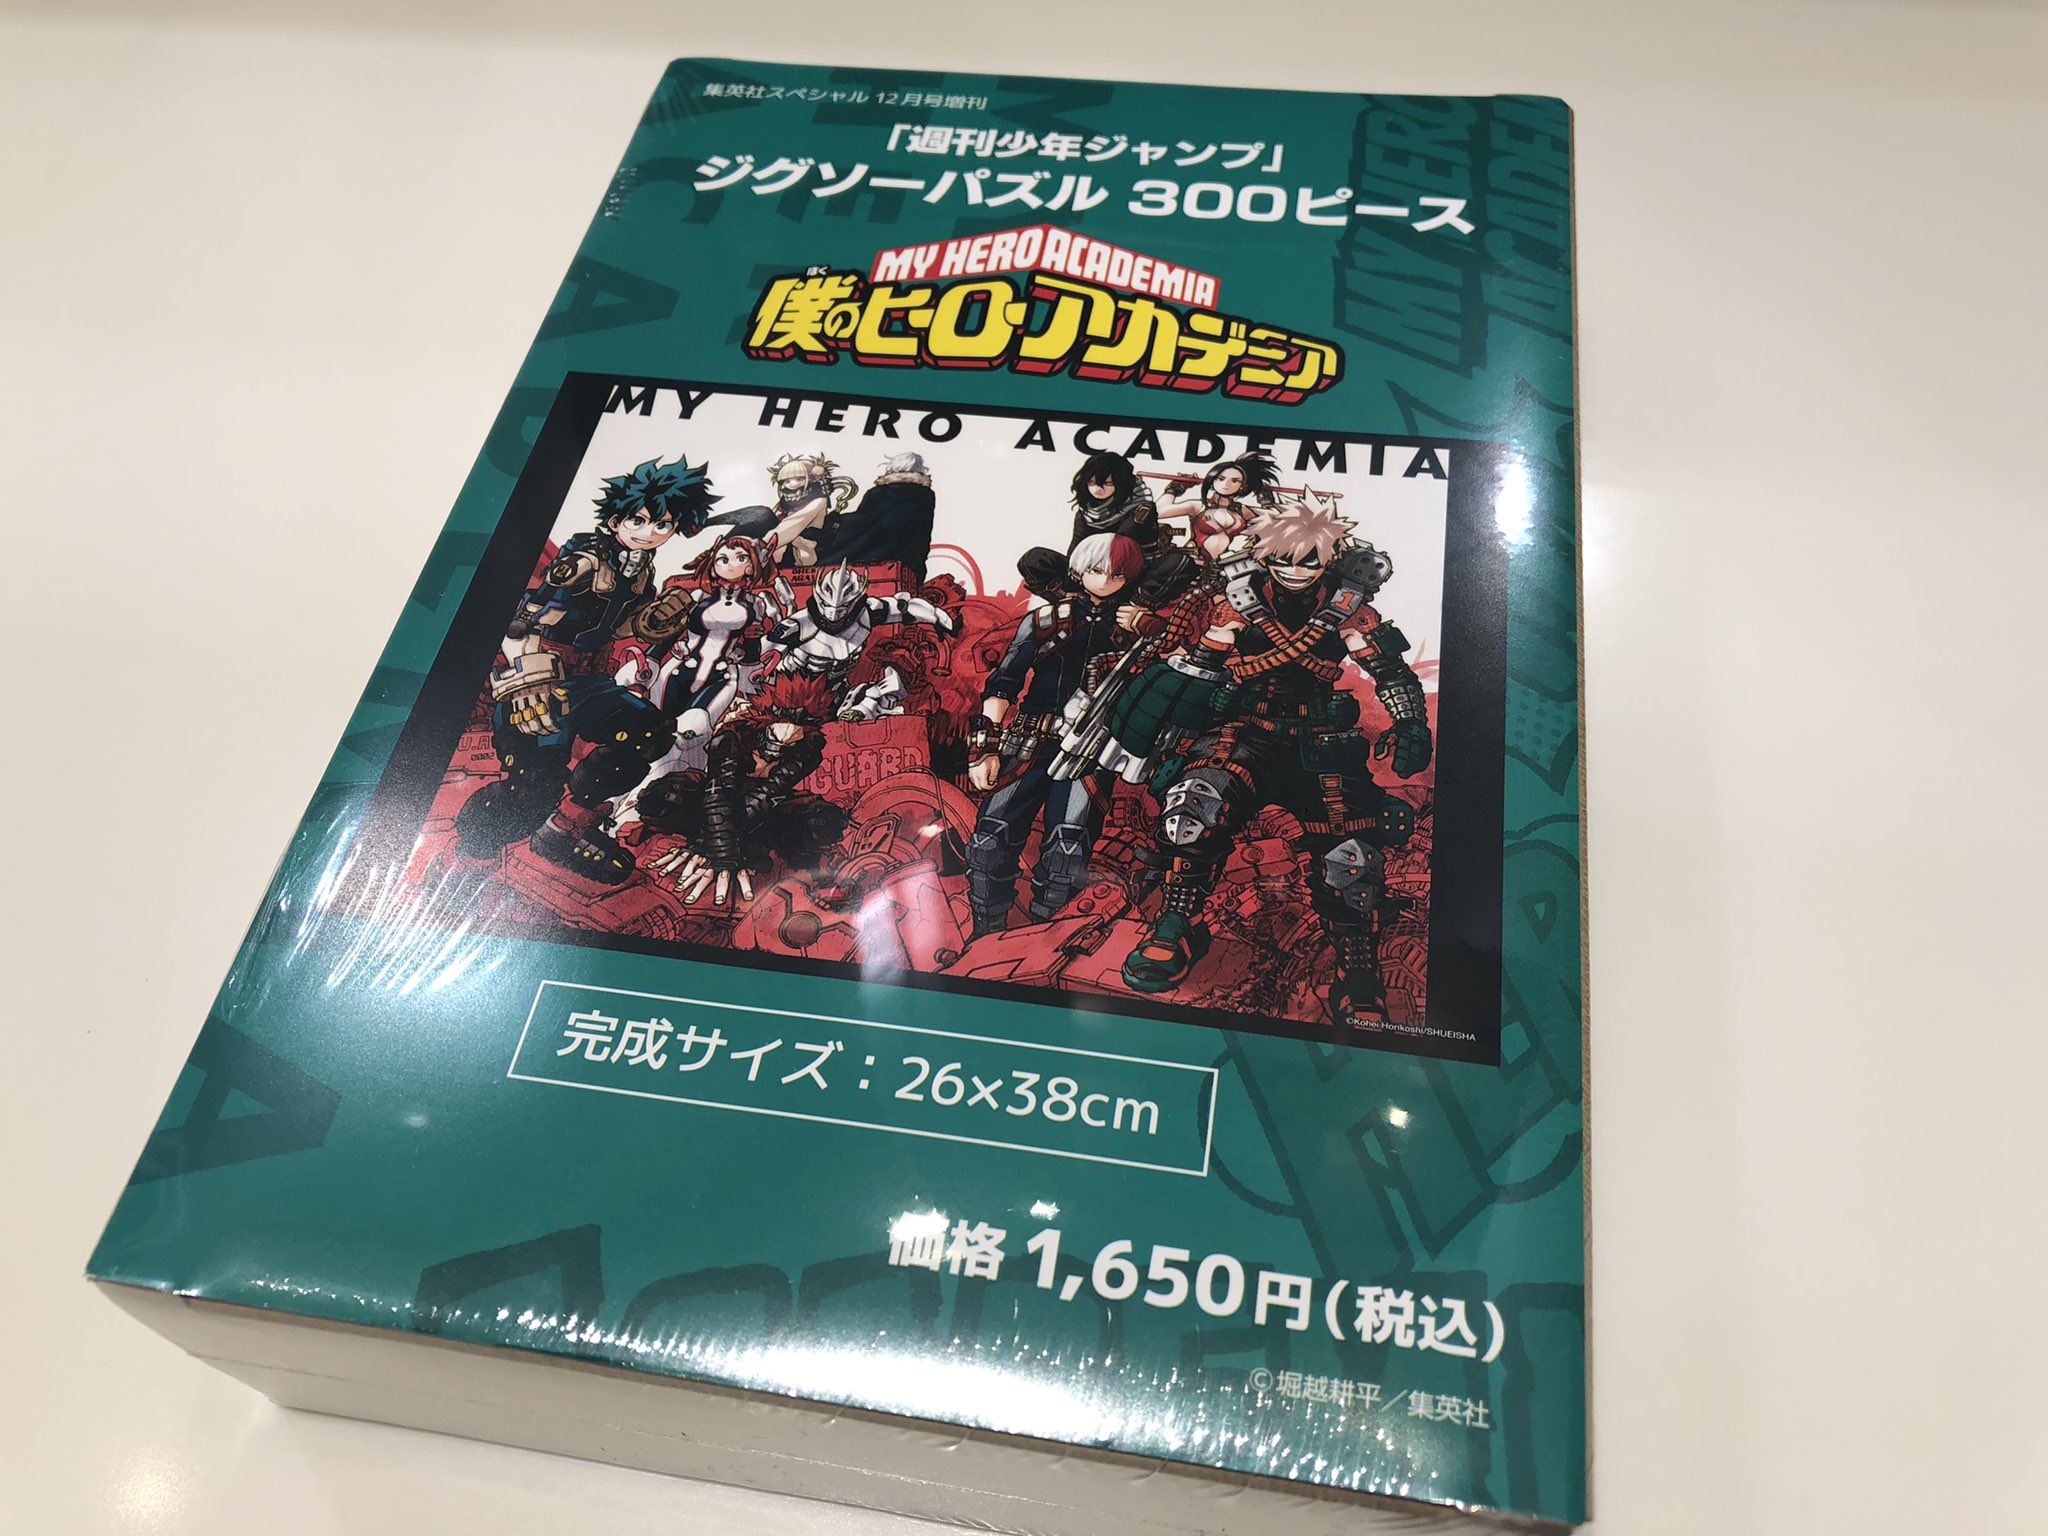 集英社スペシャル 12月号増刊
「週刊少年ジャンプ」
ジグソーパズル 300ピース
MY HERO ACADEMIA
ぼく
僕のヒーローアカデミア
MY HERO ACADEMIA
GUARD
1
©Kohei Horikoshi/SHUEISHA
完成サイズ：26×38cm
価格 1,650円(税込)
©堀越耕平／集英社